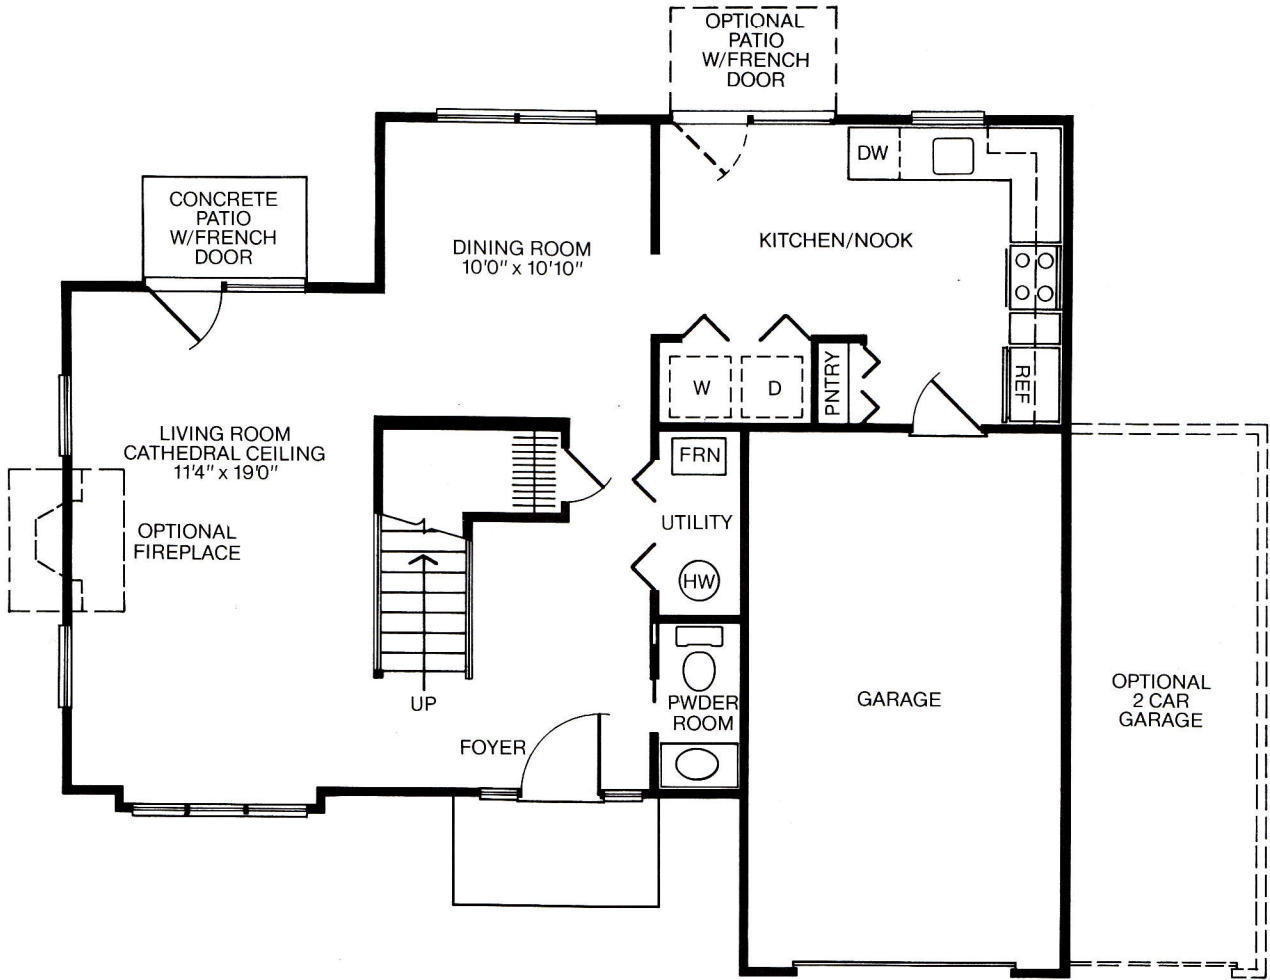 OPTIONAL
PATIO
W/FRENCH
DOOR
CONCRETE
PATIO
W/FRENCH
DOOR
DW
DINING ROOM
10'0" x 10'10"
KITCHEN/NOOK
W
D
PNTRY
REF
LIVING ROOM
CATHEDRAL CEILING
11'4" x 19'0"
FRN
UTILITY
OPTIONAL
FIREPLACE
HW
UP
PWDER
ROOM
FOYER
GARAGE
OPTIONAL
2 CAR
GARAGE